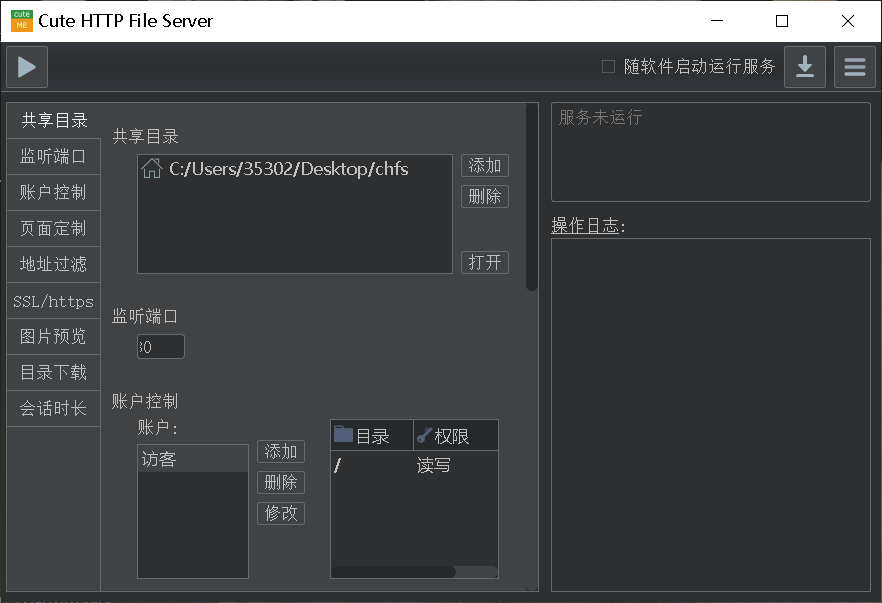 cute
ME
Cute HTTP File Server
随软件启动运行服务
共享目录
监听端口
账户控制
页面定制
地址过滤
SSL/https
图片预览
目录下载
会话时长
共享目录
C:/Users/35302/Desktop/chfs
添加
删除
打开
监听端口
80
账户控制
账户:
访客
添加
删除
修改
目录 权限
/ 读写
服务未运行
操作日志: